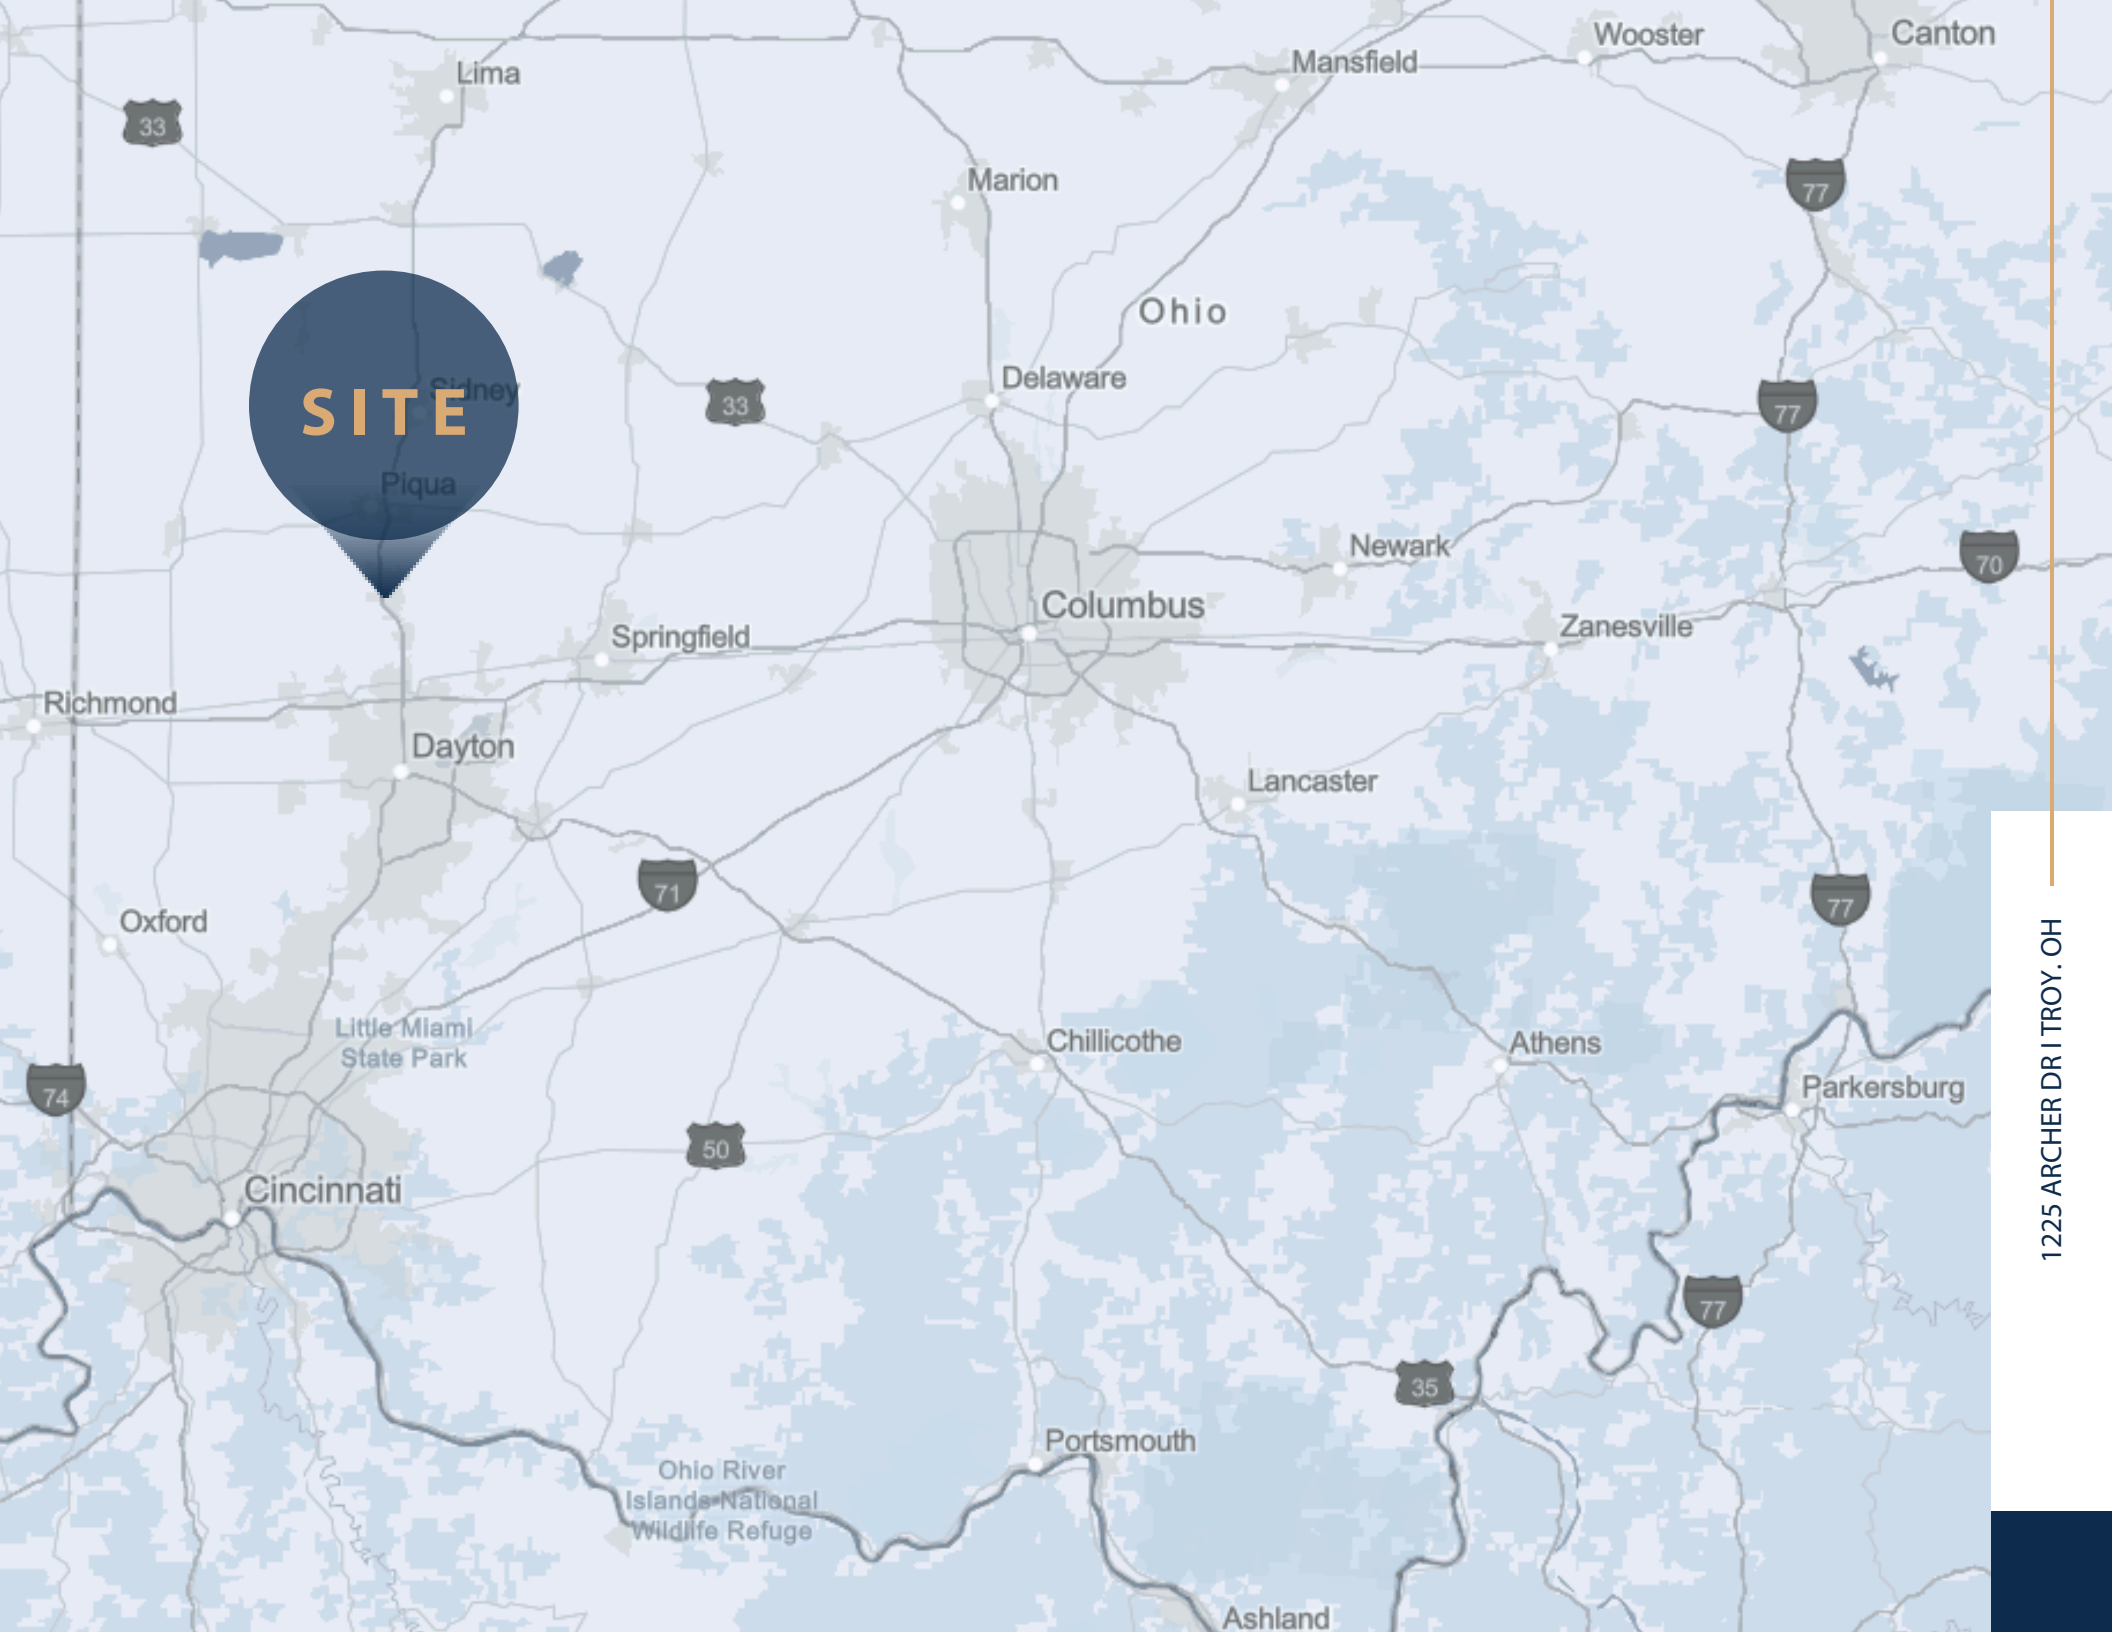 Wooster
Canton
Mansfield
Lima
33
Marion
77
Ohio
Delaware
Sidney
33
77
SITE
Piqua
Newark
70
Columbus
Springfield
Zanesville
Richmond
Dayton
Lancaster
71
77
Oxford
Little Miami
State Park
Chillicothe
Athens
74
Parkersburg
50
Cincinnati
77
35
Portsmouth
Ohio River
Islands National
Wildlife Refuge
Ashland
1225 ARCHER DR I TROY. OH